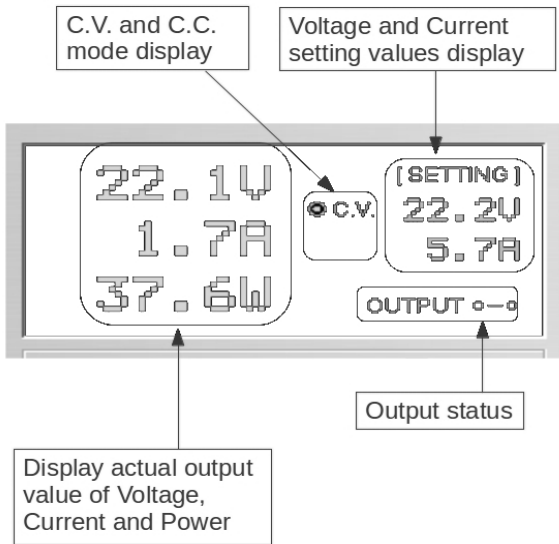 C.V. and C.C.
mode display
Voltage and Current
setting values display
22.1V
1.7A
37.6W
C.V.
[SETTING]
22.2V
5.7A
OUTPUT
Output status
Display actual output
value of Voltage,
Current and Power